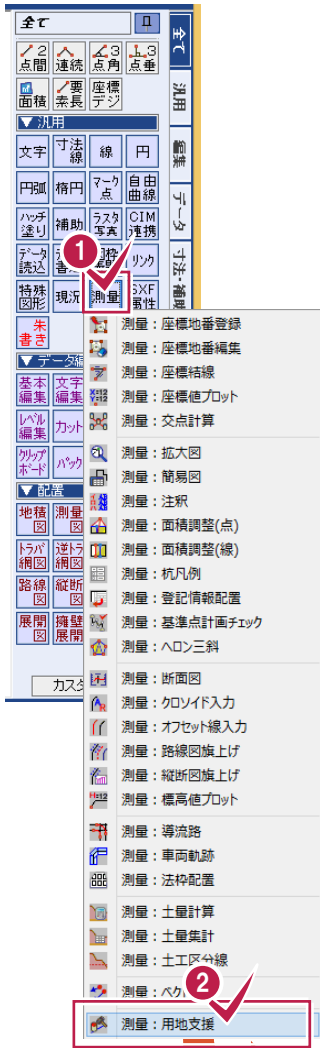 全て
全て
汎用
編集
データ
寸法・補助
2点間 連続 3点角 3点垂
面積 要素長 座標デジ
▼ 汎用
文字 寸法線 線 円
円弧 楕円 マーク点 自由曲線
ハッチ塗り 補助 ラスタ写真 CIM連携
データ読込 リンク
特殊図形 現況 測量 SXF属性
朱書き
▼ データ編
基本編集 文字編集
レベル編集 カット
クリップボード パック
▼ 配置
地積図 測量図
トラバ網図 逆トラ網図
路線図 縦断図
展開図 擁壁展開
カスタ
1
測量：座標地番登録
測量：座標地番編集
測量：座標結線
測量：座標値プロット
測量：交点計算
測量：拡大図
測量：簡易図
測量：注釈
測量：面積調整(点)
測量：面積調整(線)
測量：杭凡例
測量：登記情報配置
測量：基準点計画チェック
測量：ヘロン三斜
測量：断面図
測量：クロソイド入力
測量：オフセット線入力
測量：路線図旗上げ
測量：縦断図旗上げ
測量：標高値プロット
測量：導流路
測量：車両軌跡
測量：法枠配置
測量：土量計算
測量：土量集計
測量：土工区分線
測量：ベク
2
測量：用地支援